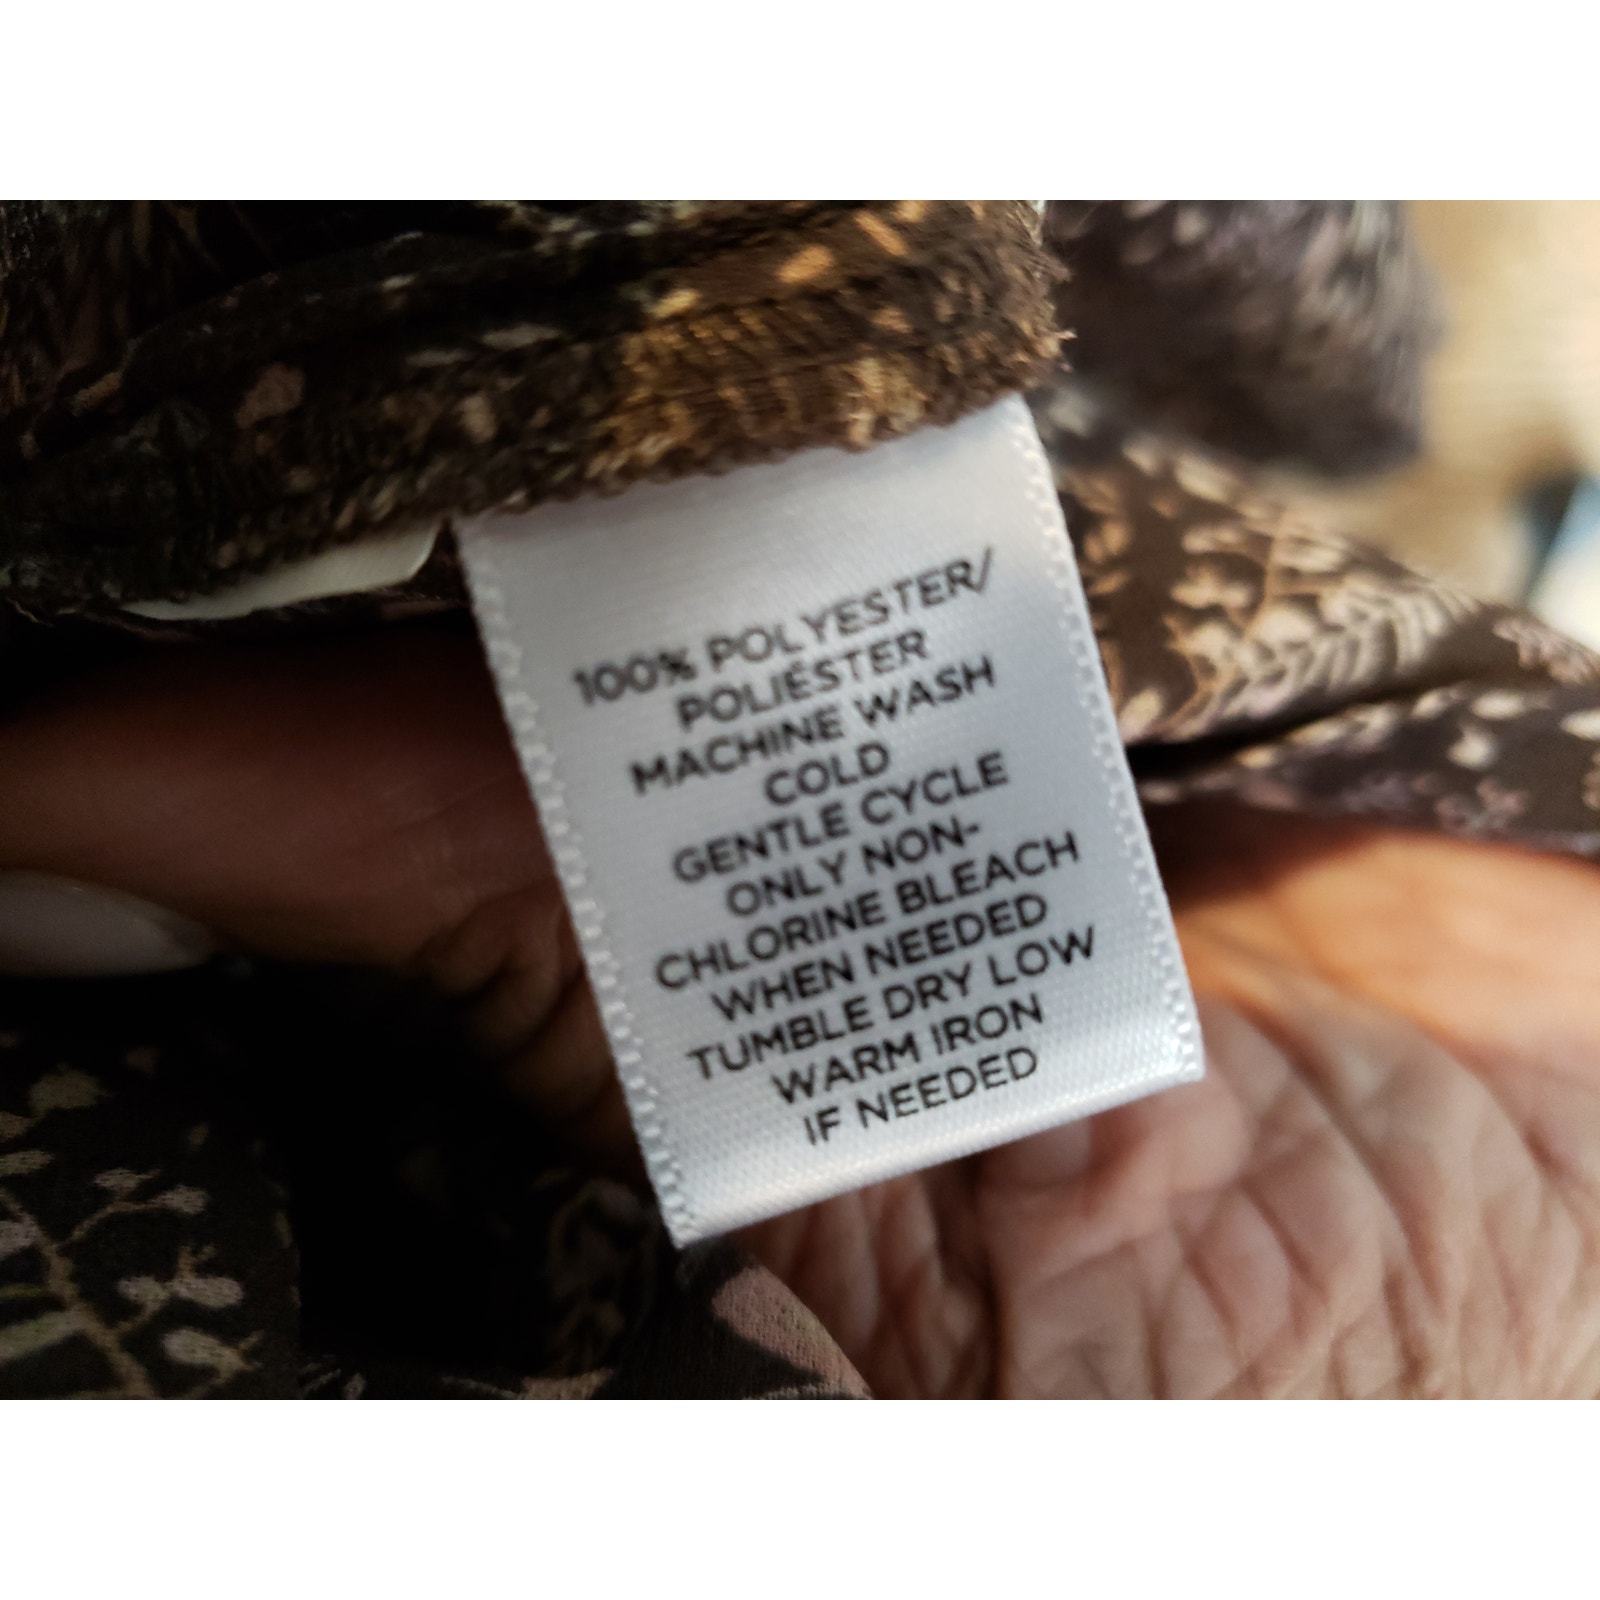 100% POLYESTER/
POLIÉSTER
MACHINE WASH
COLD
GENTLE CYCLE
ONLY NON-
CHLORINE BLEACH
WHEN NEEDED
TUMBLE DRY LOW
WARM IRON
IF NEEDED